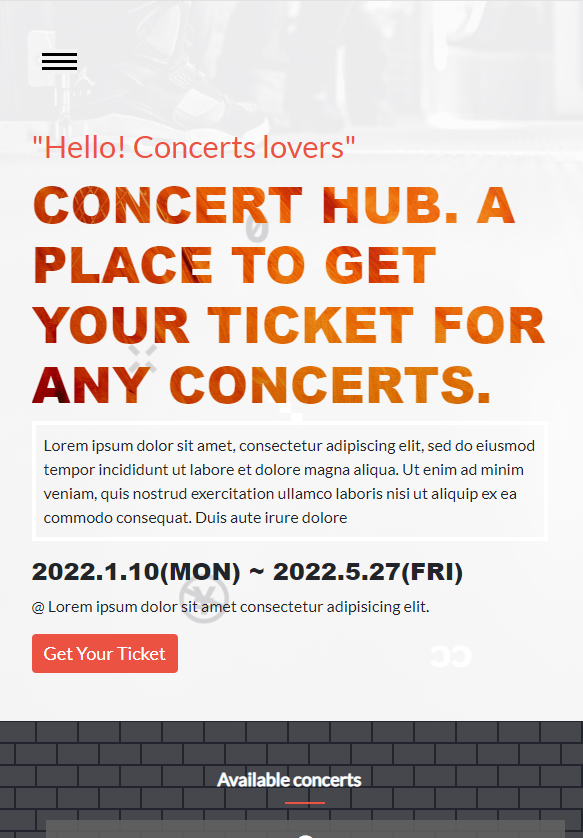 "Hello! Concerts lovers"
CONCERT HUB. A
PLACE TO GET
YOUR TICKET FOR
ANY CONCERTS.
Lorem ipsum dolor sit amet, consectetur adipiscing elit, sed do eiusmod
tempor incididunt ut labore et dolore magna aliqua. Ut enim ad minim
veniam, quis nostrud exercitation ullamco laboris nisi ut aliquip ex ea
commodo consequat. Duis aute irure dolore
2022.1.10(MON) ~ 2022.5.27(FRI)
@ Lorem ipsum dolor sit amet consectetur adipisicing elit.
Get Your Ticket
Available concerts